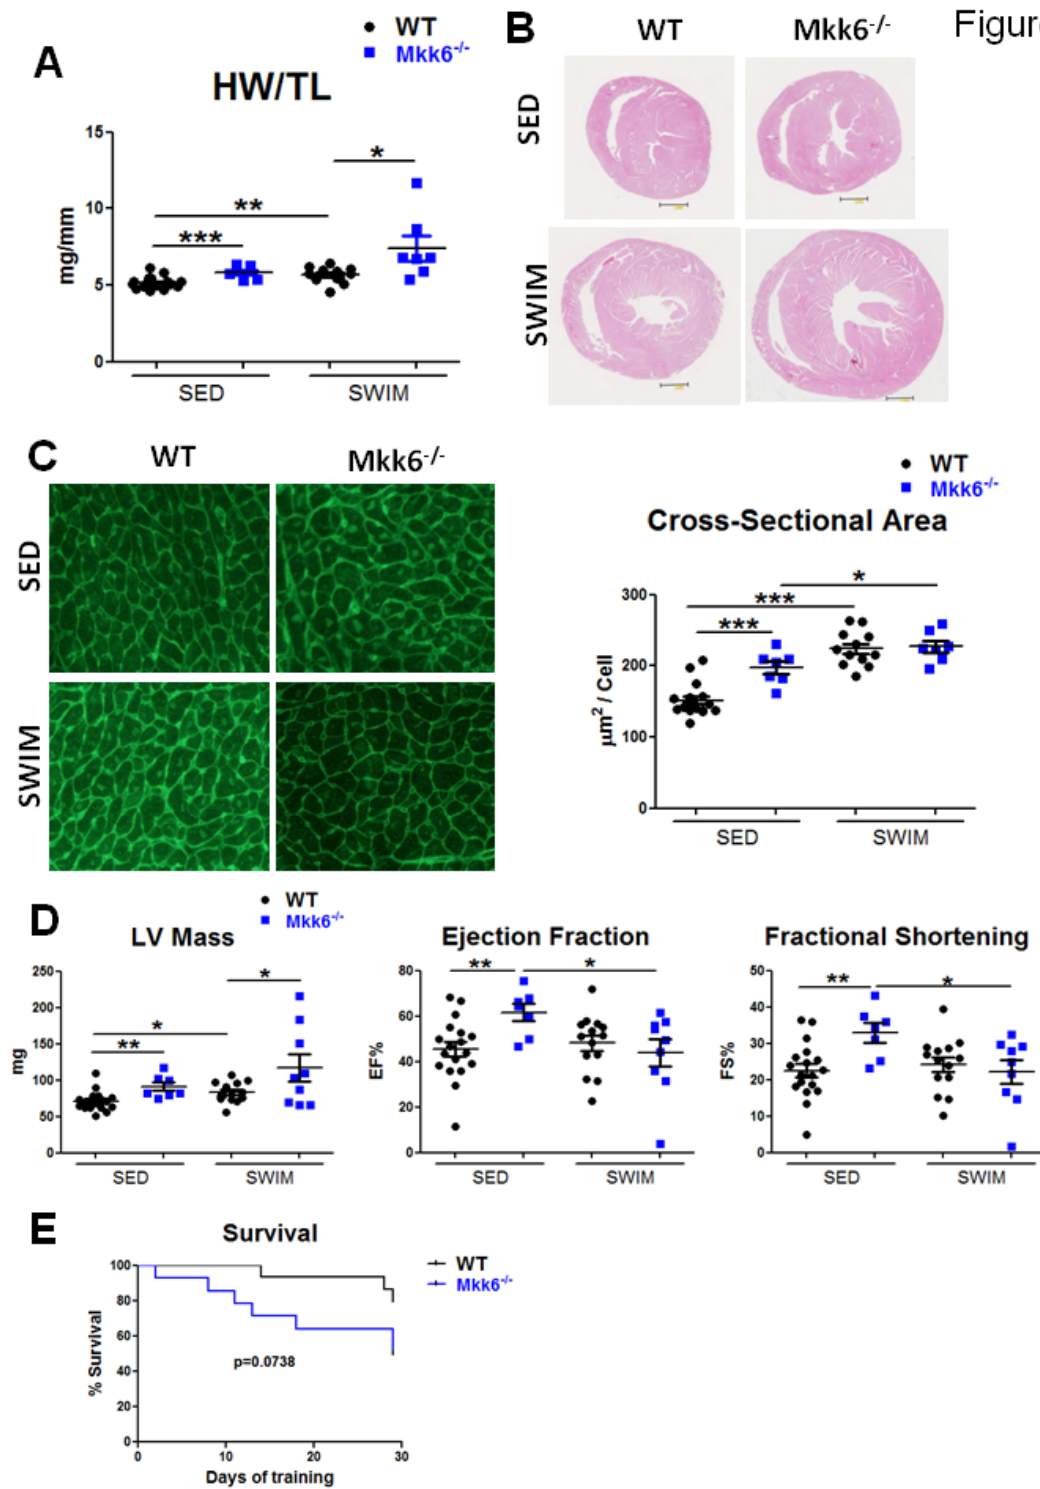 WT
Mkk6-/-
A
HW/TL
mg/mm
15
10
5
0
***
**
*
SED
SWIM
B
WT
Mkk6-/-
Figure
SED
SWIM
C
WT
Mkk6-/-
SED
SWIM
WT
Mkk6-/-
Cross-Sectional Area
µm2 / Cell
300
200
100
0
***
***
*
SED
SWIM
D
WT
Mkk6-/-
LV Mass
mg
250
200
150
100
50
0
**
*
*
SED
SWIM
Ejection Fraction
EF%
80
60
40
20
0
**
*
SED
SWIM
Fractional Shortening
FS%
50
40
30
20
10
0
**
*
SED
SWIM
E
Survival
WT
Mkk6-/-
% Survival
100
80
60
40
20
0
p=0.0738
0
10
20
30
Days of training